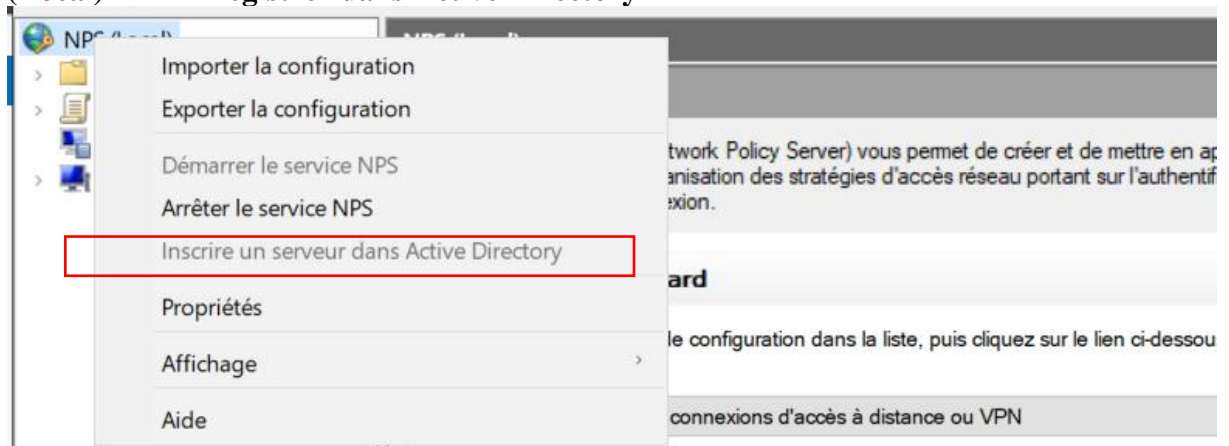 NPS (Local)
Importer la configuration
Exporter la configuration
Démarrer le service NPS
Arrêter le service NPS
Inscrire un serveur dans Active Directory
Propriétés
Affichage
Aide
twork Policy Server) vous permet de créer et de mettre en ap
anisation des stratégies d'accès réseau portant sur l'authentif
exion.
ard
le configuration dans la liste, puis cliquez sur le lien ci-dessou
connexions d'accès à distance ou VPN